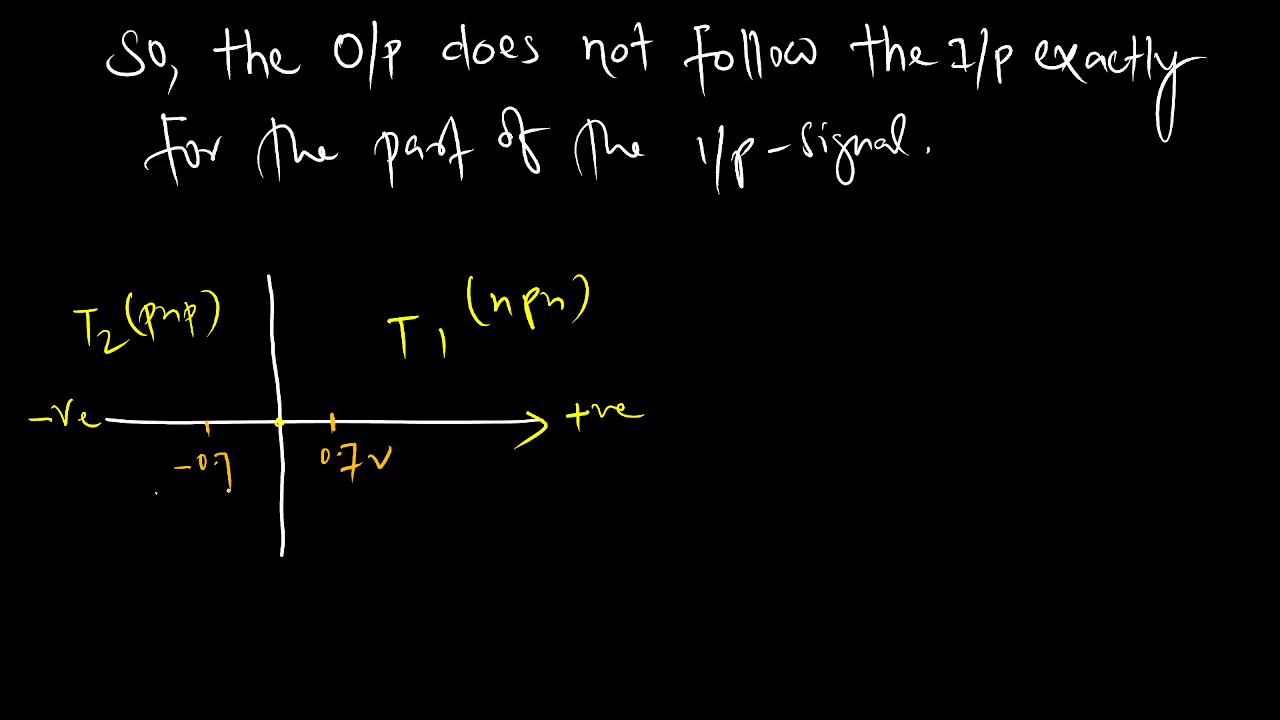 So, the O/p does not follow the I/p exactly
for the part of the I/p-signal.
T2 (pnp)
T1 (npn)
-ve
+ve
-0.7
0.7V